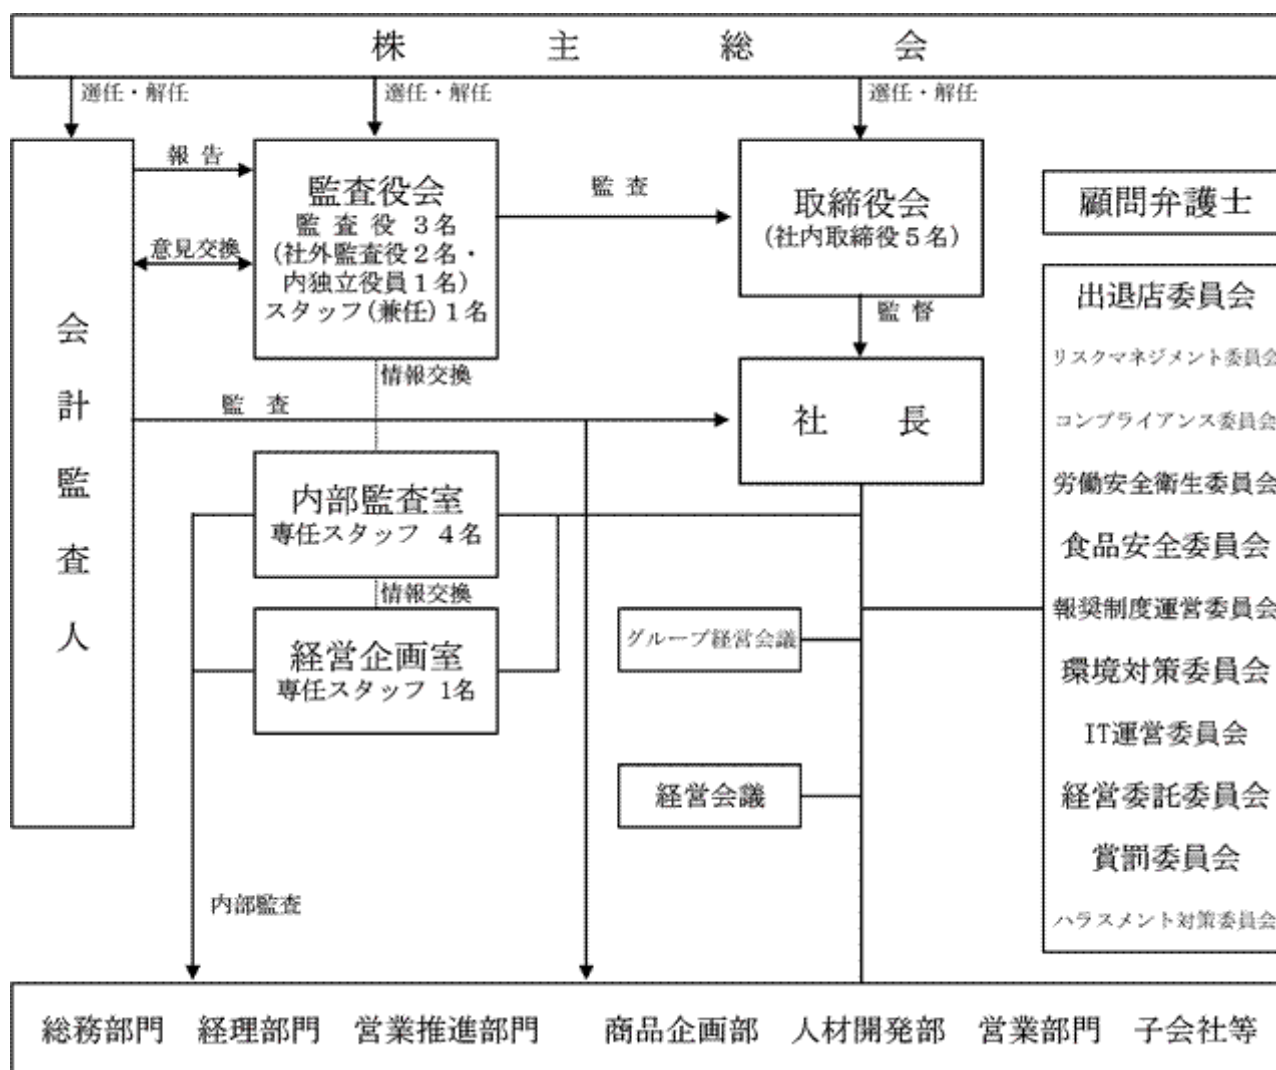 株主総会
選任・解任
選任・解任
選任・解任
報告
監査役会
監査役 3名
(社外監査役2名・
内独立役員1名)
スタッフ(兼任)1名
監査
取締役会
(社内取締役5名)
顧問弁護士
意見交換
会計監査人
監督
出退店委員会
リスクマネジメント委員会
コンプライアンス委員会
労働安全衛生委員会
食品安全委員会
報奨制度運営委員会
環境対策委員会
IT運営委員会
経営委託委員会
賞罰委員会
ハラスメント対策委員会
情報交換
監査
社長
内部監査室
専任スタッフ 4名
情報交換
経営企画室
専任スタッフ 1名
グループ経営会議
経営会議
内部監査
総務部門 経理部門 営業推進部門 商品企画部 人材開発部 営業部門 子会社等